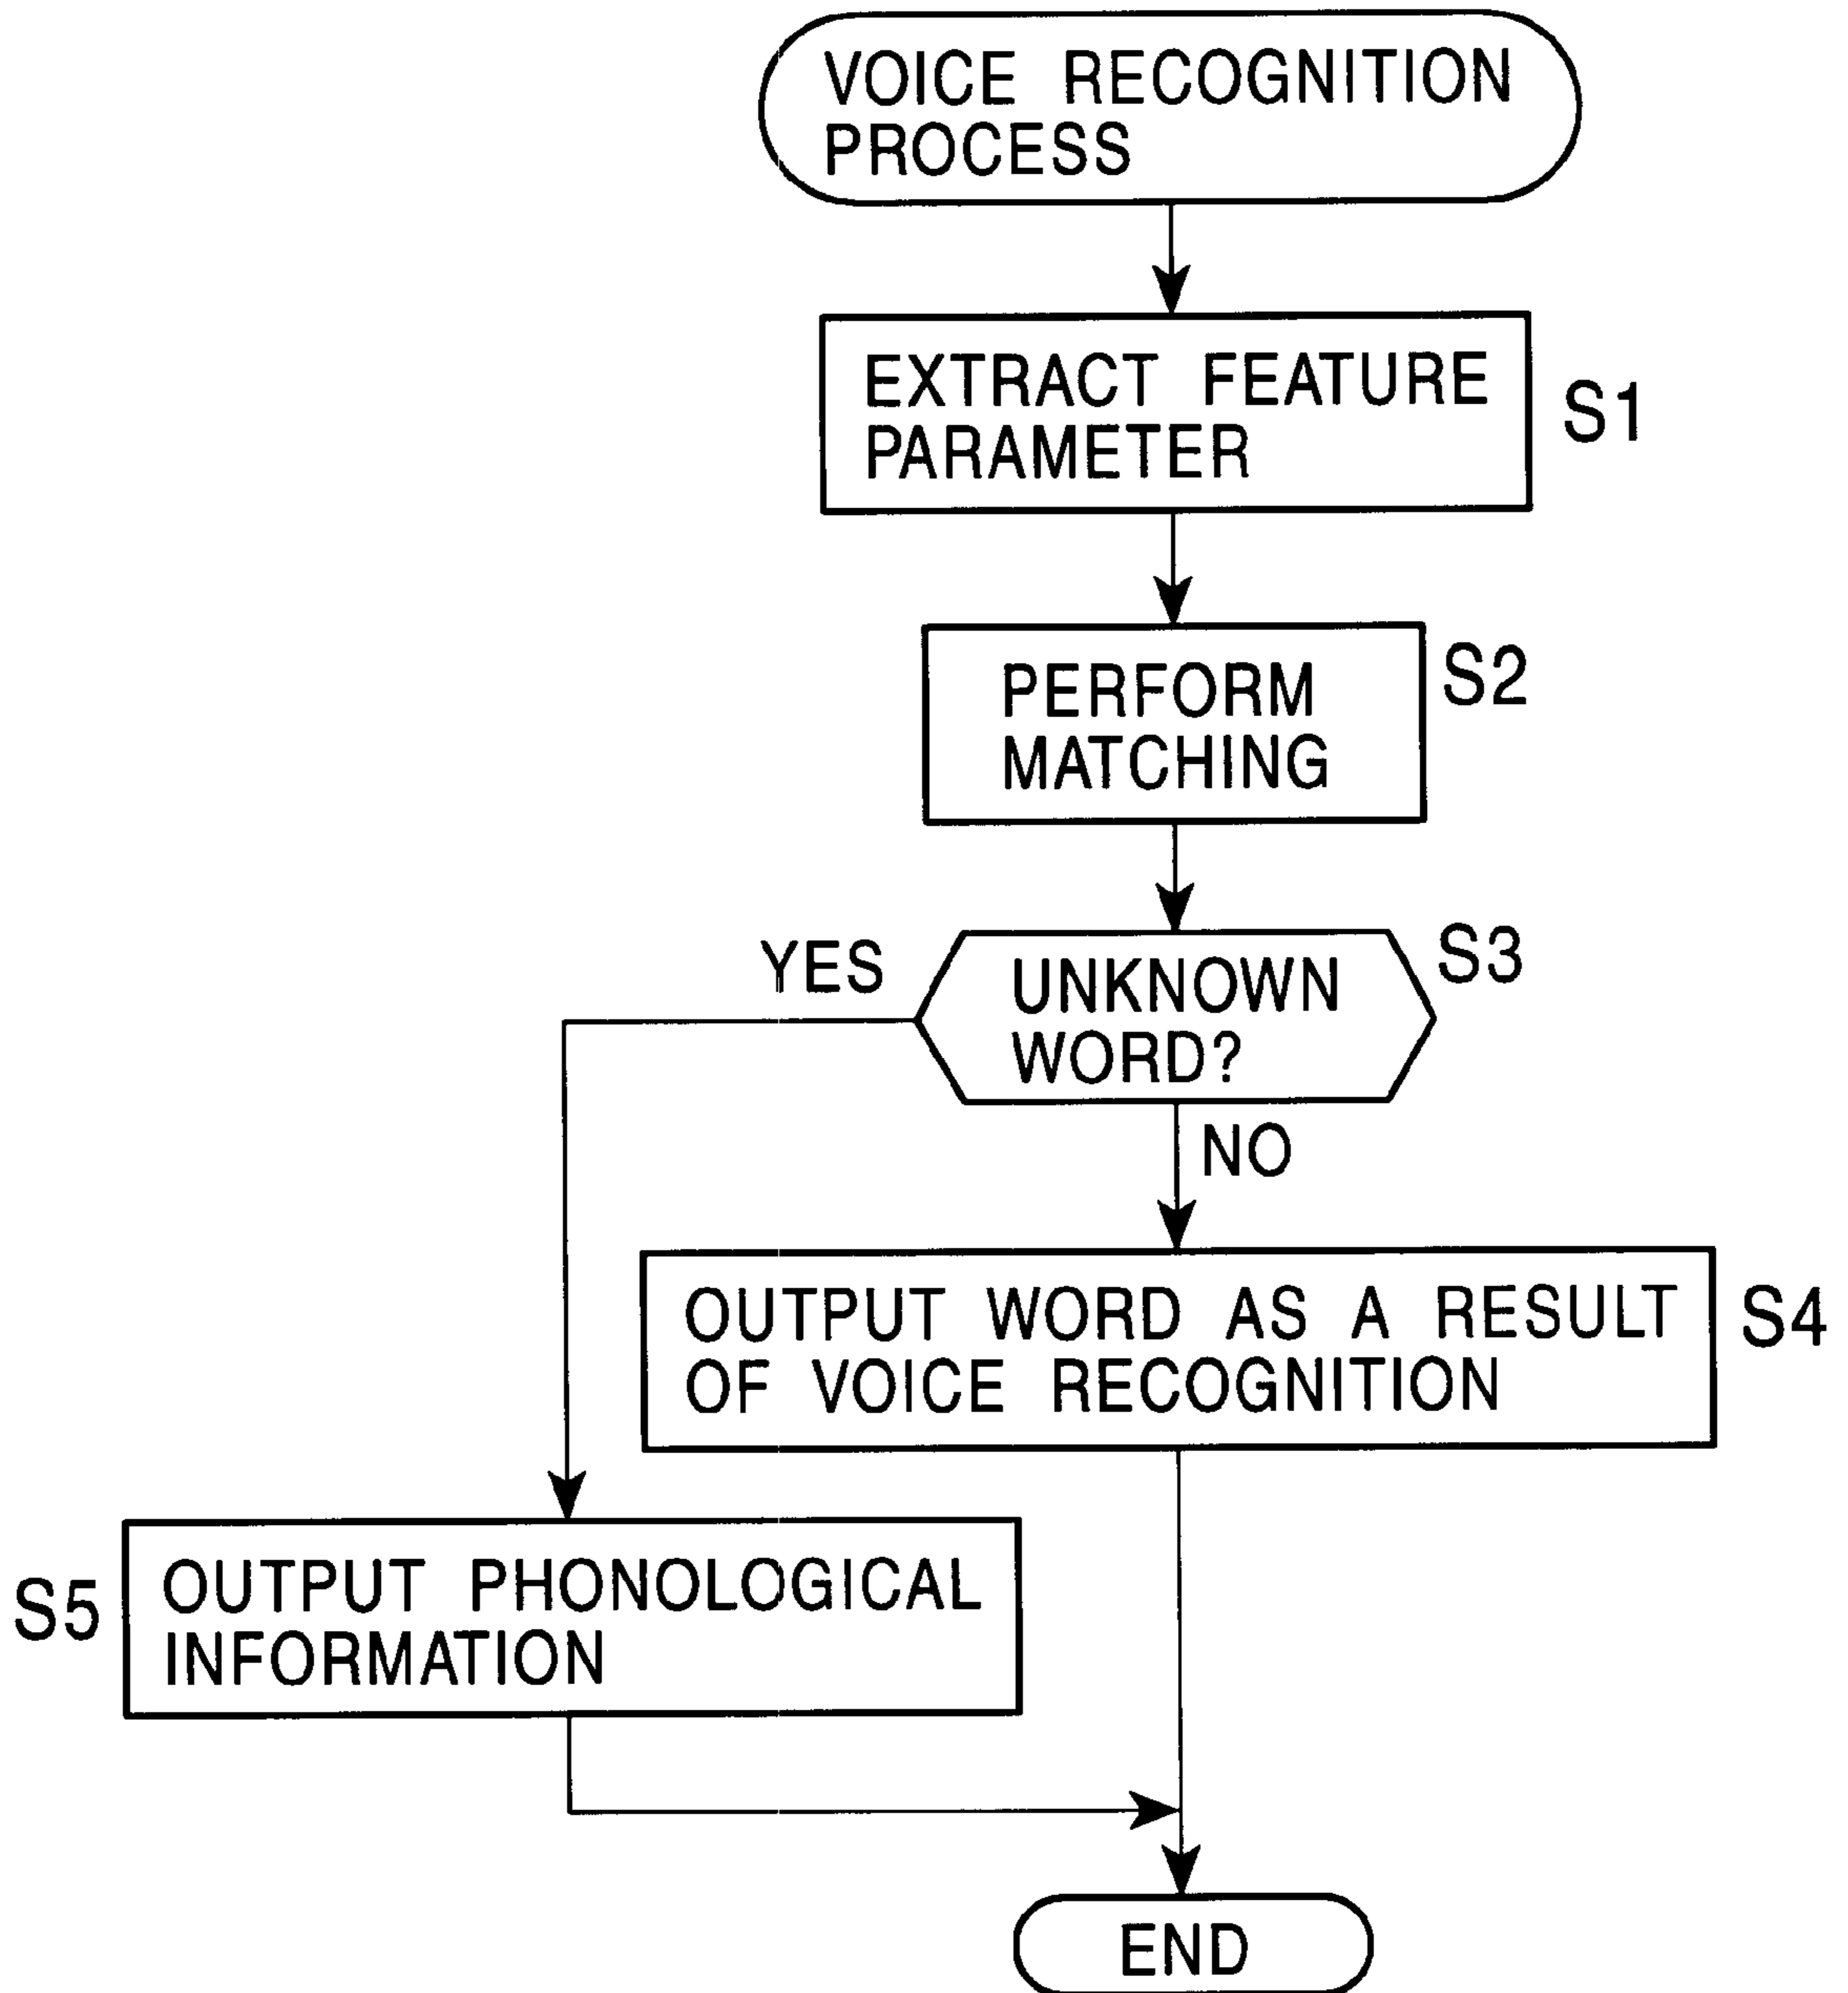 VOICE RECOGNITION
PROCESS
EXTRACT FEATURE
PARAMETER
S1
PERFORM
MATCHING
S2
YES
UNKNOWN
WORD?
S3
NO
OUTPUT WORD AS A RESULT
OF VOICE RECOGNITION
S4
S5
OUTPUT PHONOLOGICAL
INFORMATION
END